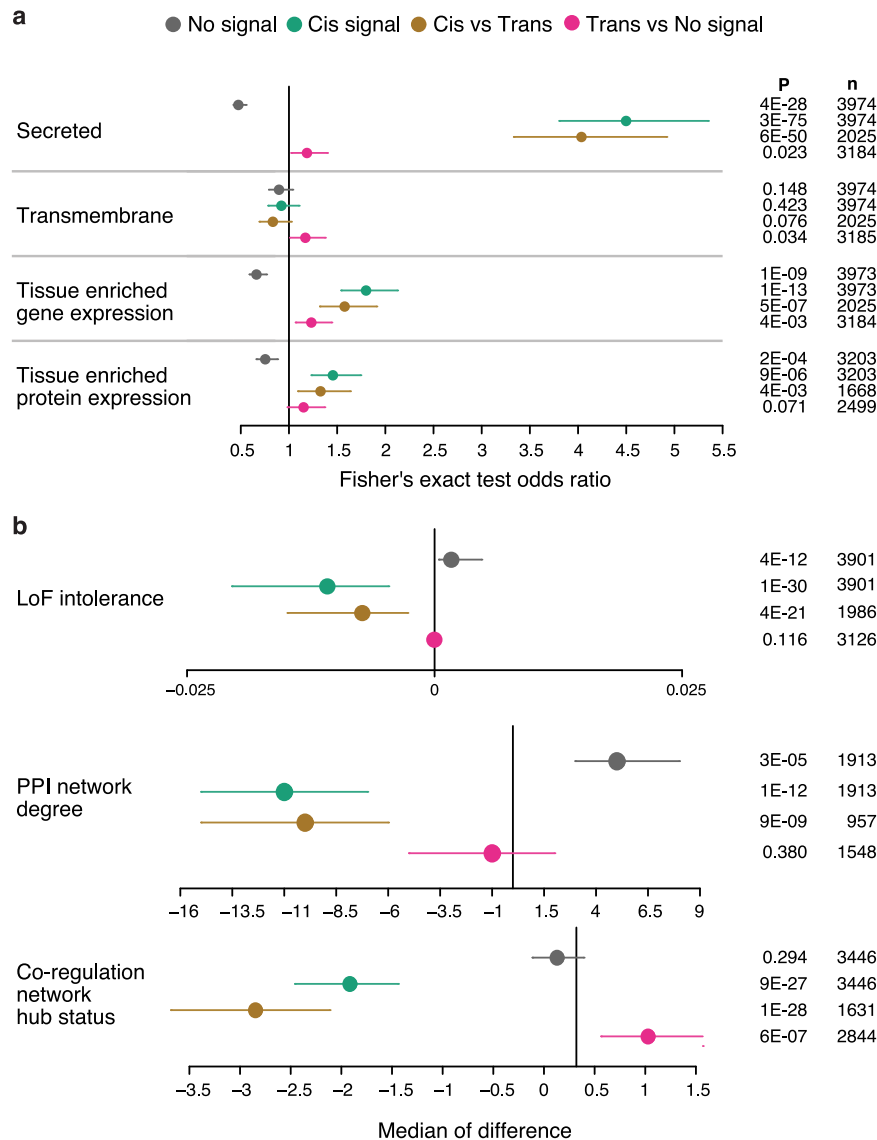 a
No signal Cis signal Cis vs Trans Trans vs No signal
P n
Secreted
4E-28 3974
3E-75 3974
6E-50 2025
0.023 3184
Transmembrane
0.148 3974
0.423 3974
0.076 2025
0.034 3185
Tissue enriched
gene expression
1E-09 3973
1E-13 3973
5E-07 2025
4E-03 3184
Tissue enriched
protein expression
2E-04 3203
9E-06 3203
4E-03 1668
0.071 2499
0.5 1 1.5 2 2.5 3 3.5 4 4.5 5 5.5
Fisher's exact test odds ratio
b
LoF intolerance
4E-12 3901
1E-30 3901
4E-21 1986
0.116 3126
−0.025 0 0.025
PPI network
degree
3E-05 1913
1E-12 1913
9E-09 957
0.380 1548
−16 −13.5 −11 −8.5 −6 −3.5 −1 1.5 4 6.5 9
Co-regulation
network
hub status
0.294 3446
9E-27 3446
1E-28 1631
6E-07 2844
−3.5 −3 −2.5 −2 −1.5 −1 0 0.5 1 1.5
Median of difference